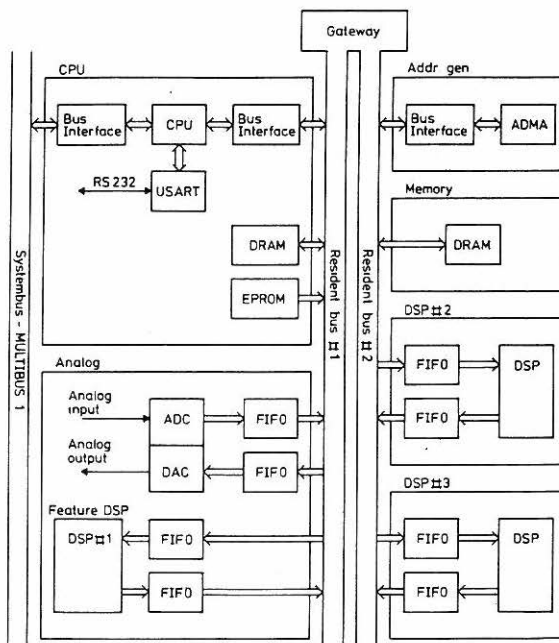 Gateway
CPU
Bus
Interface
CPU
Bus
Interface
RS 232
USART
DRAM
EPROM
Systembus - MULTIBUS 1
Resident bus #1
Resident bus #2
Addr gen
Bus
Interface
ADMA
Memory
DRAM
DSP#2
FIFO
DSP
FIFO
Analog
Analog
input
ADC
FIFO
Analog
output
DAC
FIFO
Feature DSP
DSP#1
FIFO
FIFO
DSP#3
FIFO
DSP
FIFO